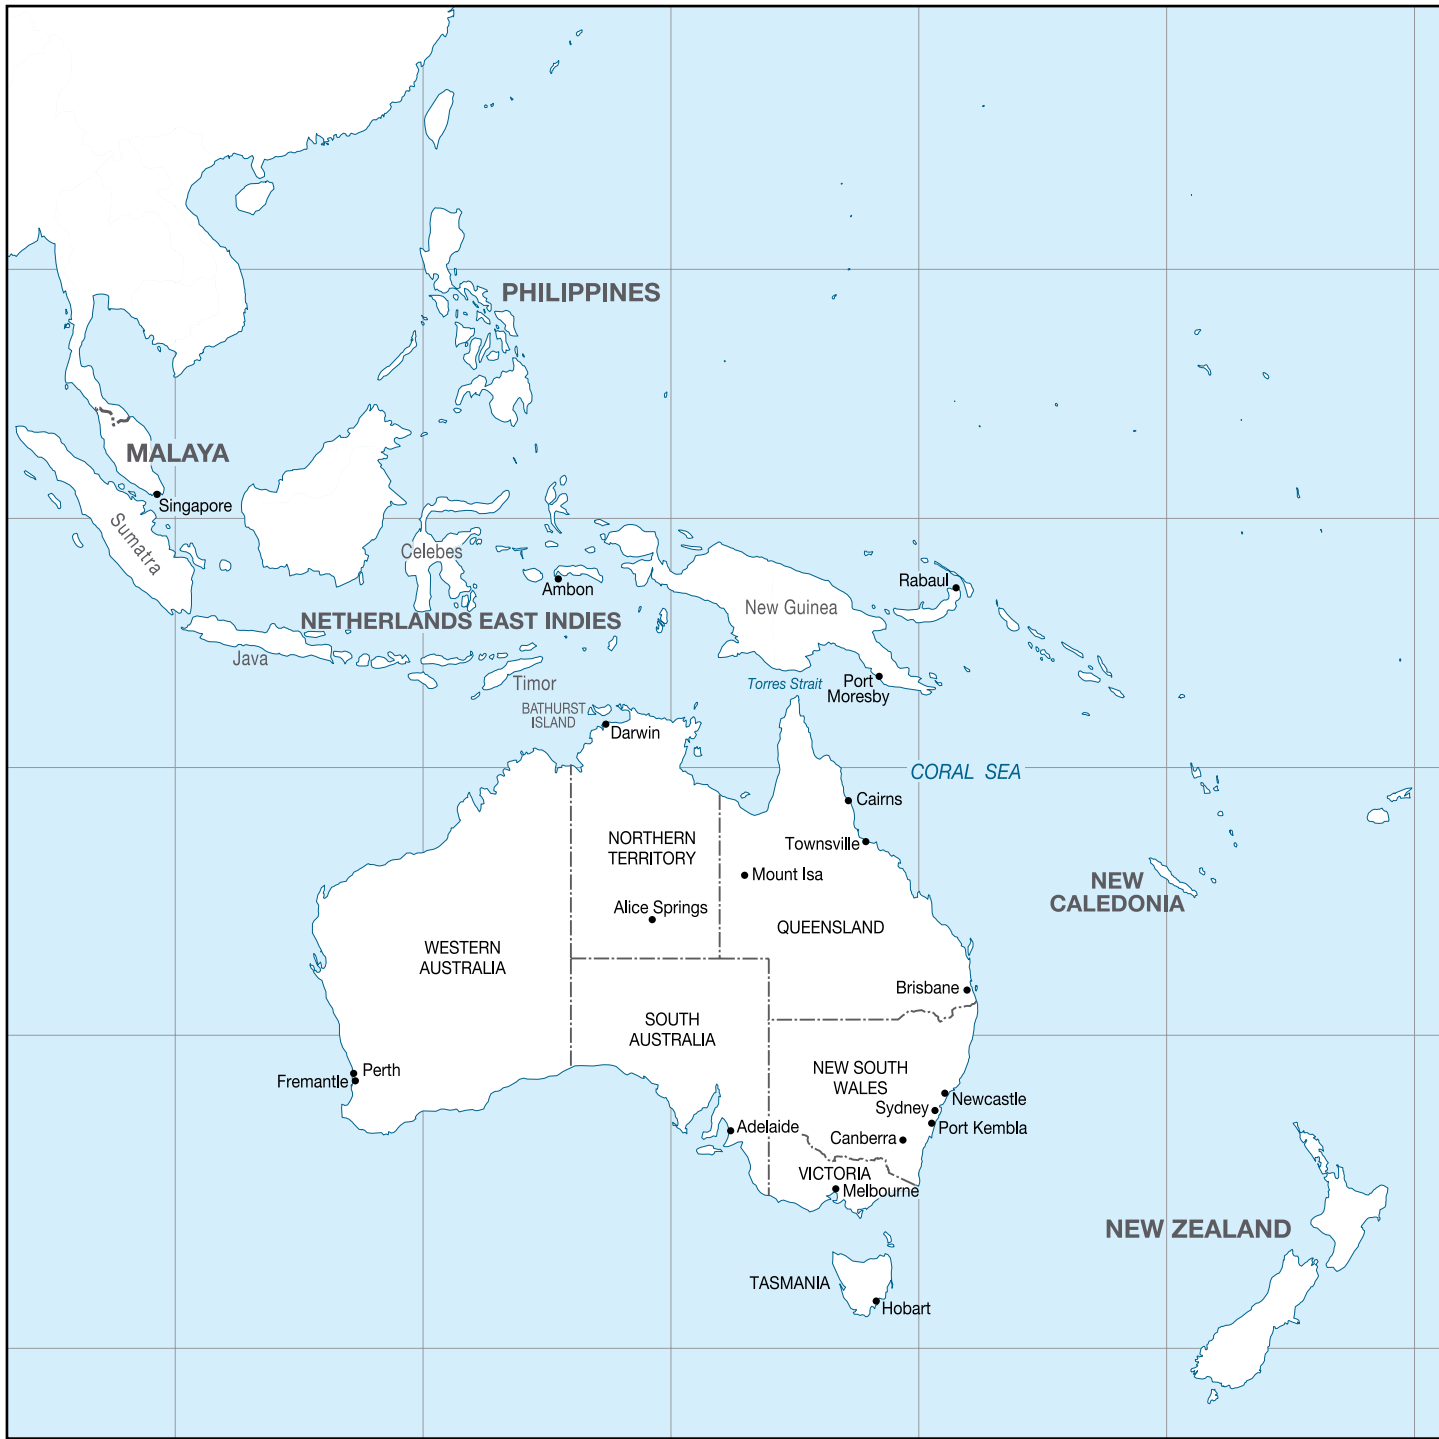 PHILIPPINES
MALAYA
Singapore
Sumatra
Celebes
Ambon
Rabaul
New Guinea
NETHERLANDS EAST INDIES
Java
Timor
Torres Strait
Port
Moresby
BATHURST
ISLAND
Darwin
CORAL SEA
Cairns
NORTHERN
TERRITORY
Townsville
Mount Isa
NEW
CALEDONIA
Alice Springs
QUEENSLAND
WESTERN
AUSTRALIA
Brisbane
SOUTH
AUSTRALIA
Perth
Fremantle
NEW SOUTH
WALES
Newcastle
Sydney
Port Kembla
Adelaide
Canberra
VICTORIA
Melbourne
NEW ZEALAND
TASMANIA
Hobart